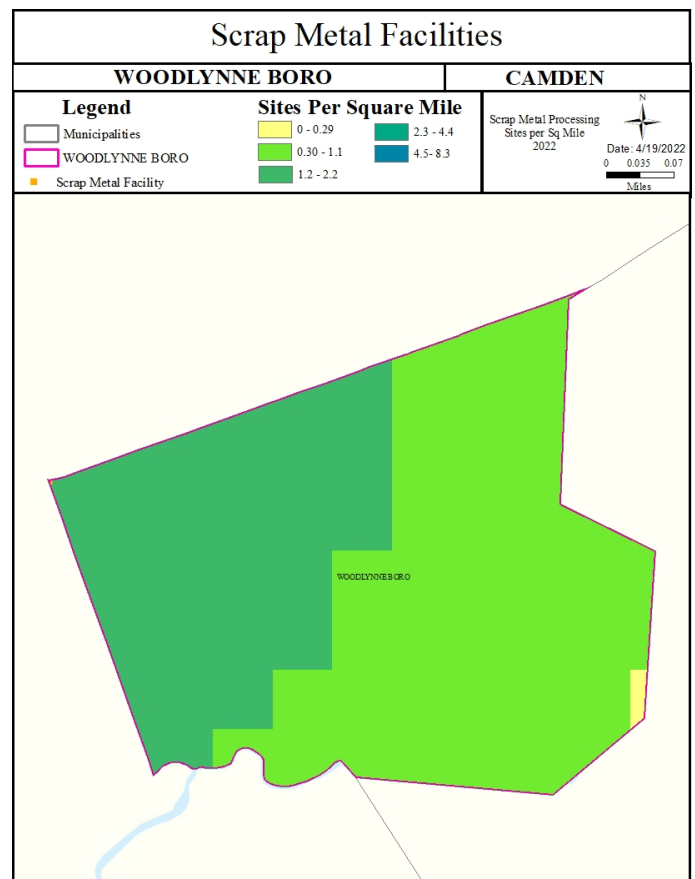 Scrap Metal Facilities
WOODLYNNE BORO
CAMDEN
Legend
Municipalities
WOODLYNNE BORO
Scrap Metal Facility
Sites Per Square Mile
0 - 0.29
0.30 - 1.1
1.2 - 2.2
2.3 - 4.4
4.5- 8.3
Scrap Metal Processing
Sites per Sq Mile
2022
N
Date: 4/19/2022
0 0.035 0.07
Miles
WOODLYNNE BORO